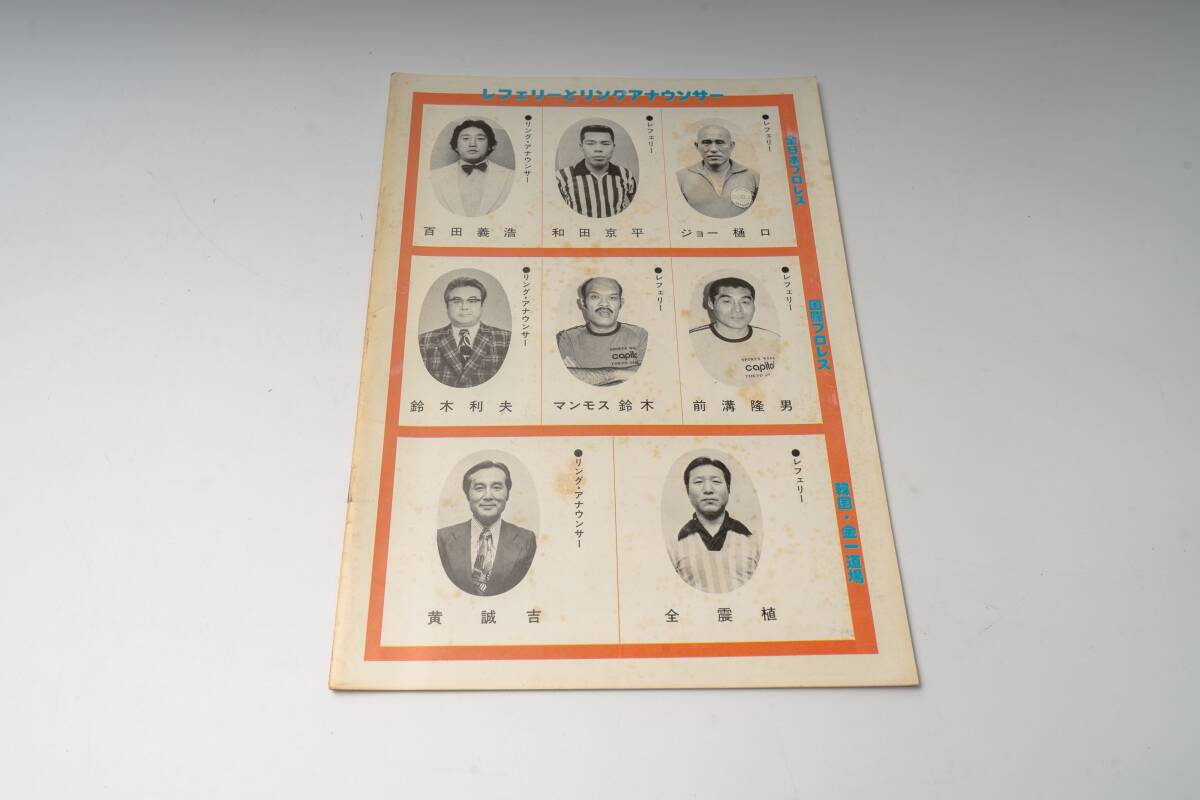 レフェリーとリングアナウンサー
全日本プロレス
●レフェリー
ジョー樋口
●レフェリー
和田京平
●リング・アナウンサー
百田義浩
国際プロレス
●レフェリー
前溝隆男
capital
●レフェリー
マンモス鈴木
SPORTS WEAR
capital
●リング・アナウンサー
鈴木利夫
韓国・金一道場
●レフェリー
全震植
●リング・アナウンサー
黄誠吉